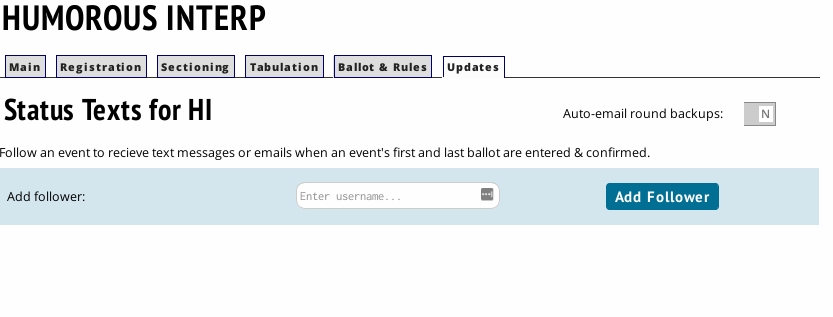 HUMOROUS INTERP
Main Registration Sectioning Tabulation Ballot & Rules Updates
Status Texts for HI
Auto-email round backups: N
Follow an event to recieve text messages or emails when an event's first and last ballot are entered & confirmed.
Add follower: Enter username... Add Follower